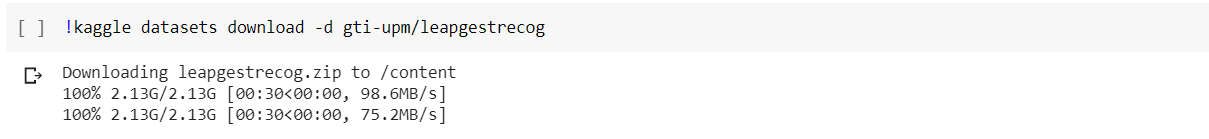 [ ] !kaggle datasets download -d gti-upm/leapgestrecog
Downloading leapgestrecog.zip to /content
100% 2.13G/2.13G [00:30<00:00, 98.6MB/s]
100% 2.13G/2.13G [00:30<00:00, 75.2MB/s]